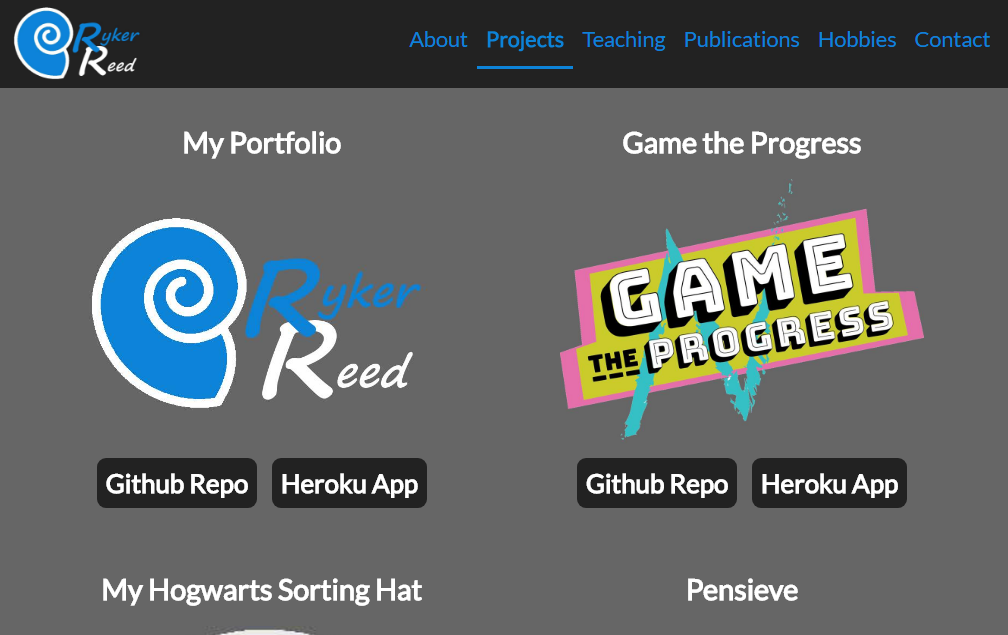 Ryker
Reed
About Projects Teaching Publications Hobbies Contact
My Portfolio
Game the Progress
Ryker
Reed
GAME
THE PROGRESS
Github Repo Heroku App
Github Repo Heroku App
My Hogwarts Sorting Hat
Pensieve